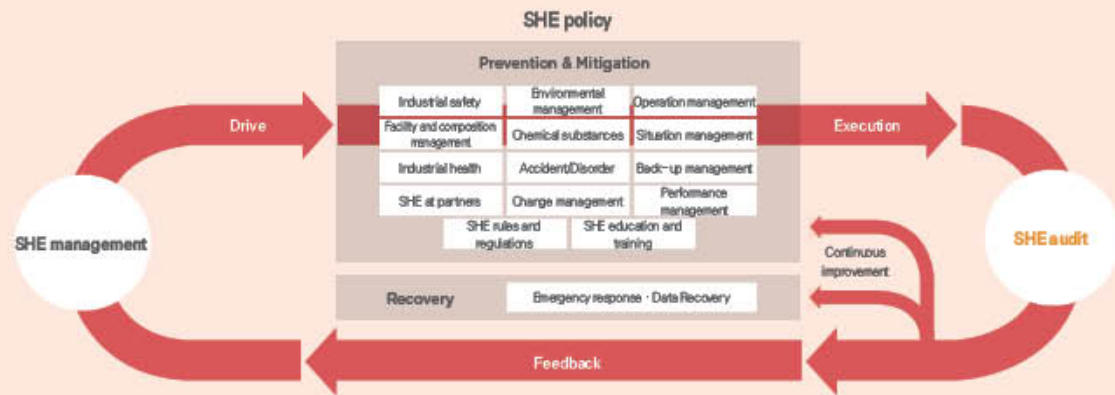 SHE policy
Prevention & Mitigation
Industrial safety
Environmental
management
Operation management
Drive
Execution
Facility and composition
management
Chemical substances
Situation management
Industrial health
Accident/Disorder
Back-up management
SHE at partners
Change management
Performance
management
SHE rules and
regulations
SHE education and
training
SHE management
SHE audit
Continuous
improvement
Recovery
Emergency response · Data Recovery
Feedback